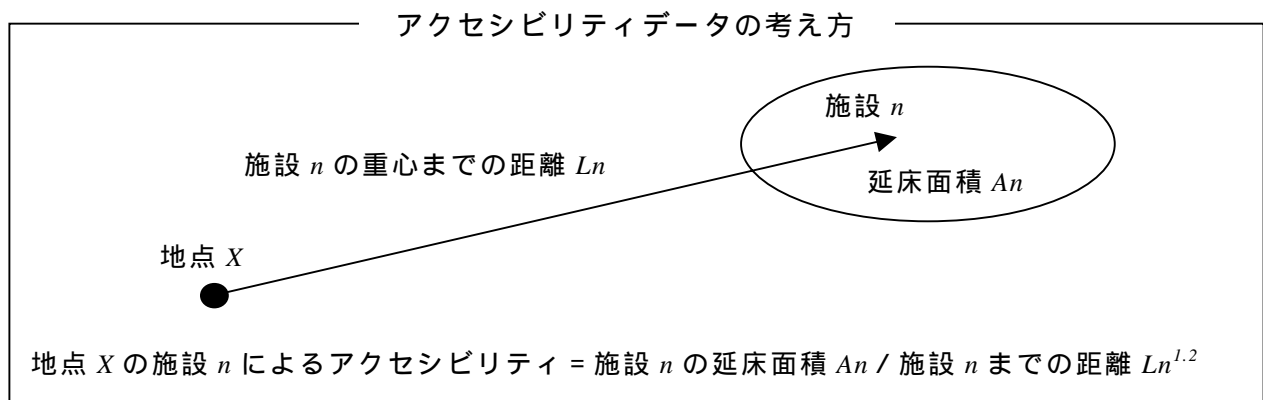 アクセシビリティデータの考え方
施設 n
施設 n の重心までの距離 Ln
延床面積 An
地点 X
地点 X の施設 n によるアクセシビリティ = 施設 n の延床面積 An / 施設 n までの距離 Ln^1.2